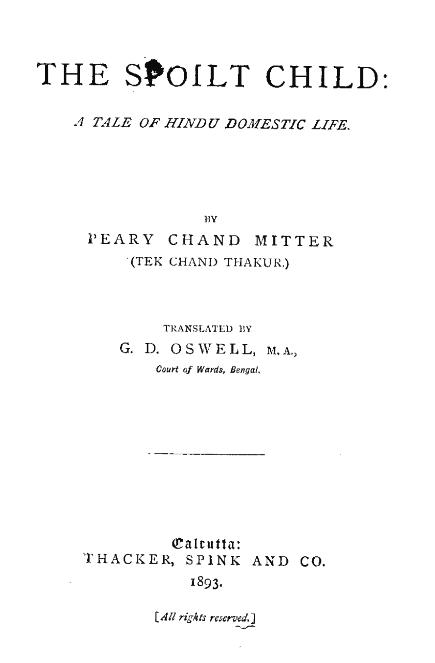 THE SPOILT CHILD:
A TALE OF HINDU DOMESTIC LIFE.
BY
PEARY CHAND MITTER
(TEK CHAND THAKUR.)
TRANSLATED BY
G. D. OSWELL, M.A.,
Court of Wards, Bengal.
Calcutta:
THACKER, SPINK AND CO.
1893.
[All rights reserved.]